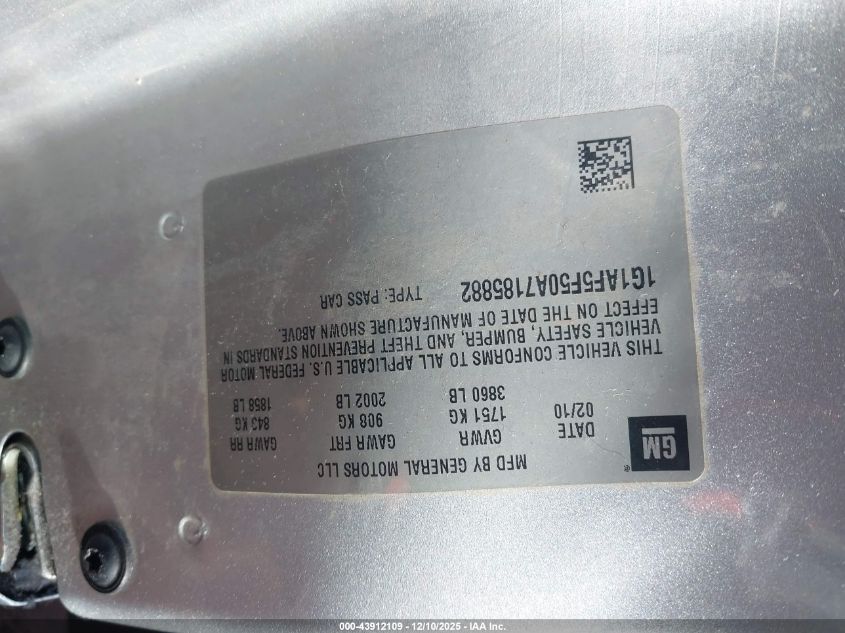 GM
®
MFD BY GENERAL MOTORS LLC
DATE GVWR GAWR FRT GAWR RR
02/10 1751 KG 908 KG 843 KG
3860 LB 2002 LB 1858 LB
THIS VEHICLE CONFORMS TO ALL APPLICABLE U.S. FEDERAL MOTOR
VEHICLE SAFETY, BUMPER, AND THEFT PREVENTION STANDARDS IN
EFFECT ON THE DATE OF MANUFACTURE SHOWN ABOVE.
1G1AF5F50A7185882 TYPE: PASS CAR
000-43912109 - 12/10/2025 - IAA Inc.